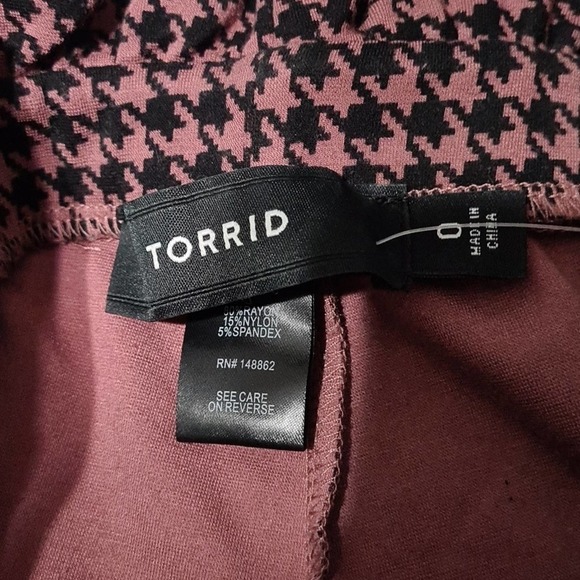 TORRID
0
MADE IN
CHINA
15%NYLON
5%SPANDEX
RN# 148862
SEE CARE
ON REVERSE